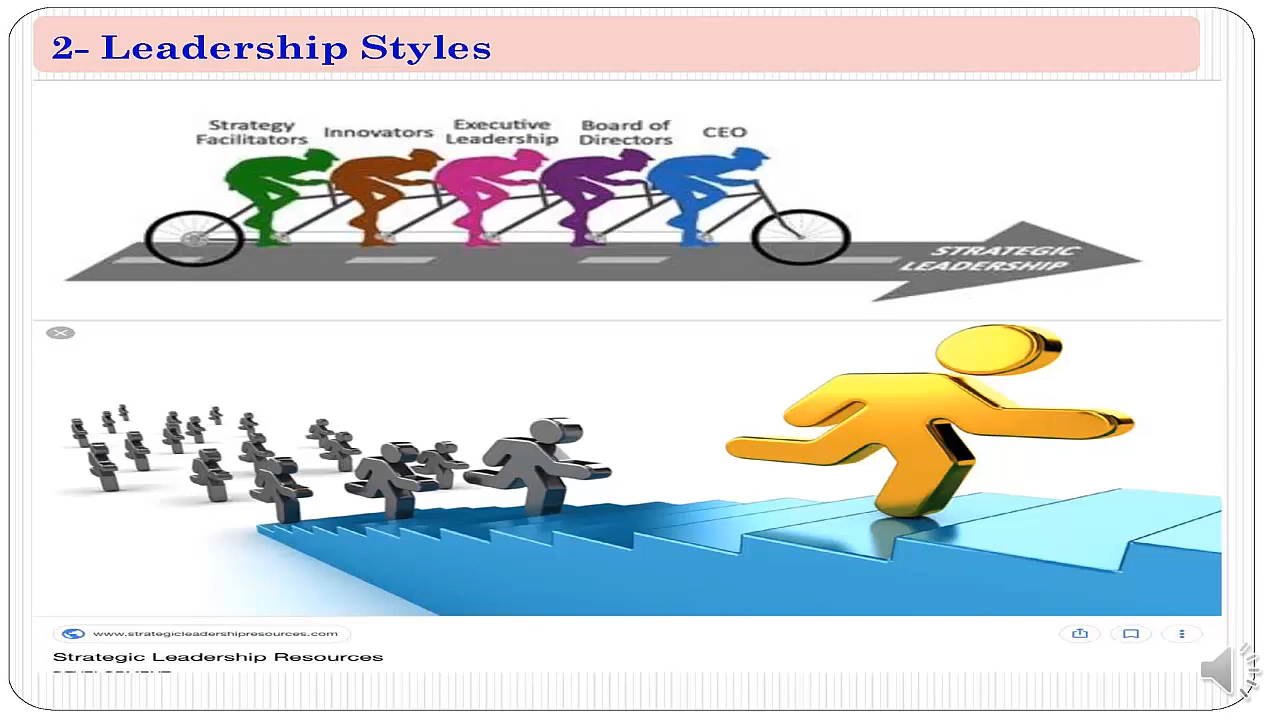 2- Leadership Styles
Strategy
Facilitators
Innovators
Executive
Leadership
Board of
Directors
CEO
STRATEGIC
LEADERSHIP
www.strategicleadershipresources.com
Strategic Leadership Resources
DEVELOPMENT